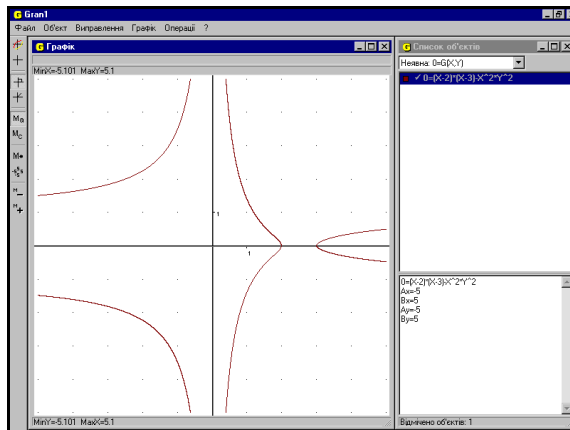 Gran1
Файл Об'єкт Виправлення Графік Операції ?
Графік
MinX=-5.101 MaxY=5.1
1
1
MinY=-5.101 MaxX=5.1
Список об'єктів
Неявна: 0=G(X,Y)
0=(X-2)*(X-3)-X^2*Y^2
0=(X-2)*(X-3)-X^2*Y^2
Ax=-5
Bx=5
Ay=-5
By=5
Відмічено об'єктів: 1